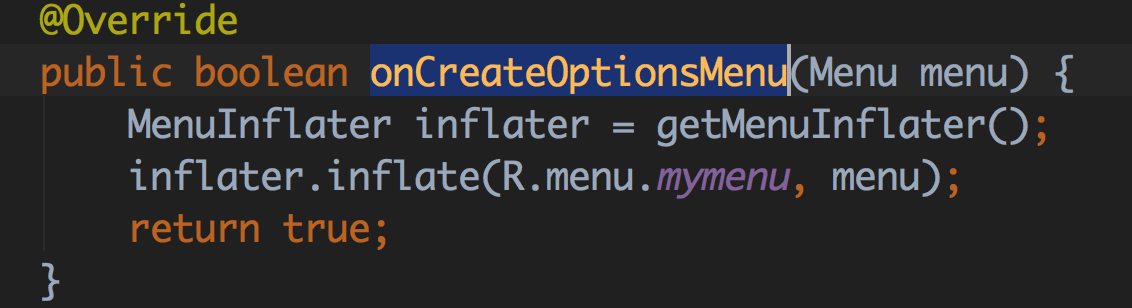 @Override
public boolean onCreateOptionsMenu(Menu menu) {
    MenuInflater inflater = getMenuInflater();
    inflater.inflate(R.menu.mymenu, menu);
    return true;
}